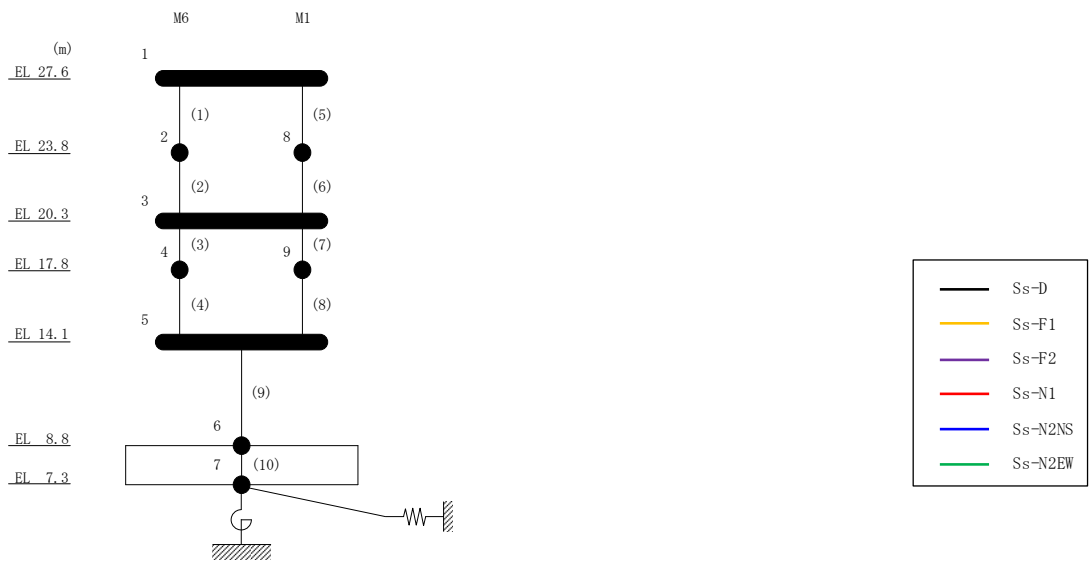 M6 M1
(m)
1
EL 27.6
(1) (5)
2 8
EL 23.8
(2) (6)
3
EL 20.3
(3) (7)
4 9
EL 17.8
(4) (8)
5
EL 14.1
(9)
6
EL 8.8
7 (10)
EL 7.3
Ss-D
Ss-F1
Ss-F2
Ss-N1
Ss-N2NS
Ss-N2EW